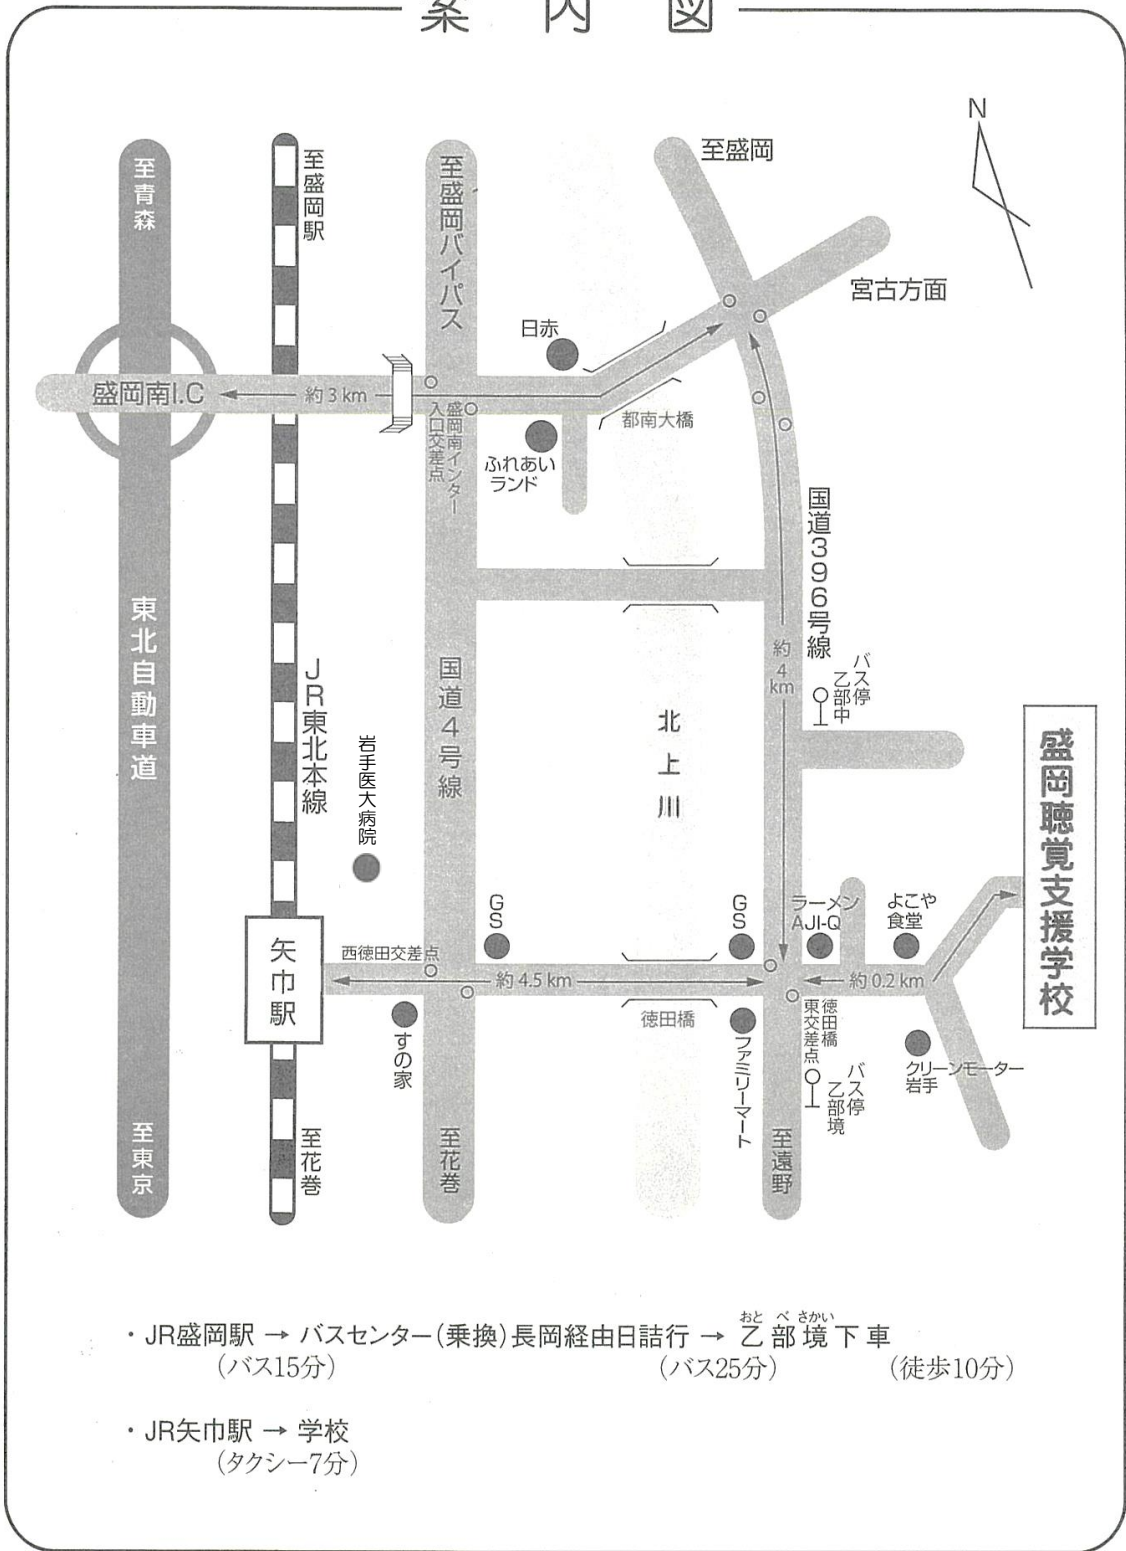 案内図
N
至青森
至盛岡駅
至盛岡バイパス
至盛岡
宮古方面
日赤
盛岡南I.C
約3km
盛岡南インター
入口交差点
都南大橋
ふれあい
ランド
国道396号線
東北自動車道
JR東北本線
国道4号線
北上川
約
4
km
バス停
乙部中
岩手医大病院
盛岡聴覚支援学校
GS
GS
ラーメン
AJI-Q
よこや
食堂
矢巾駅
西徳田交差点
約4.5km
約0.2km
徳田橋
徳田橋
東交差点
すの家
ファミリーマート
クリーンモーター
岩手
バス停
乙部境
至東京
至花巻
至花巻
至遠野
おと べ さかい
・JR盛岡駅 → バスセンター(乗換)長岡経由日詰行 → 乙部境下車
(バス15分) (バス25分) (徒歩10分)
・JR矢巾駅 → 学校
(タクシー7分)